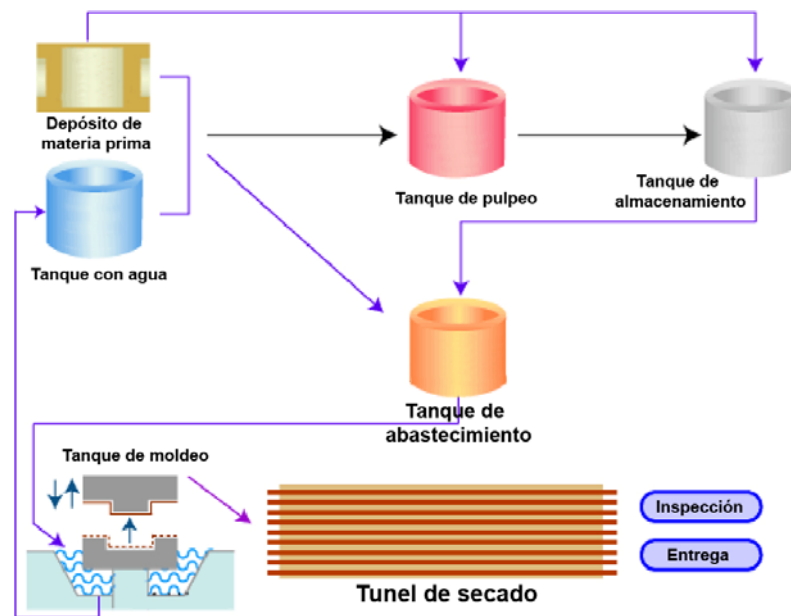 Depósito de
materia prima
Tanque con agua
Tanque de pulpeo
Tanque de
almacenamiento
Tanque de
abastecimiento
Tanque de moldeo
Tunel de secado
Inspección
Entrega